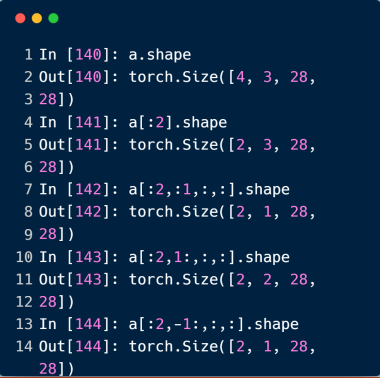 1 In [140]: a.shape
2 Out[140]: torch.Size([4, 3, 28,
3 28])
4 In [141]: a[:2].shape
5 Out[141]: torch.Size([2, 3, 28,
6 28])
7 In [142]: a[:2,:1,:,:].shape
8 Out[142]: torch.Size([2, 1, 28,
9 28])
10 In [143]: a[:2,1:,:,:].shape
11 Out[143]: torch.Size([2, 2, 28,
12 28])
13 In [144]: a[:2,-1:,:,:].shape
14 Out[144]: torch.Size([2, 1, 28,
28])